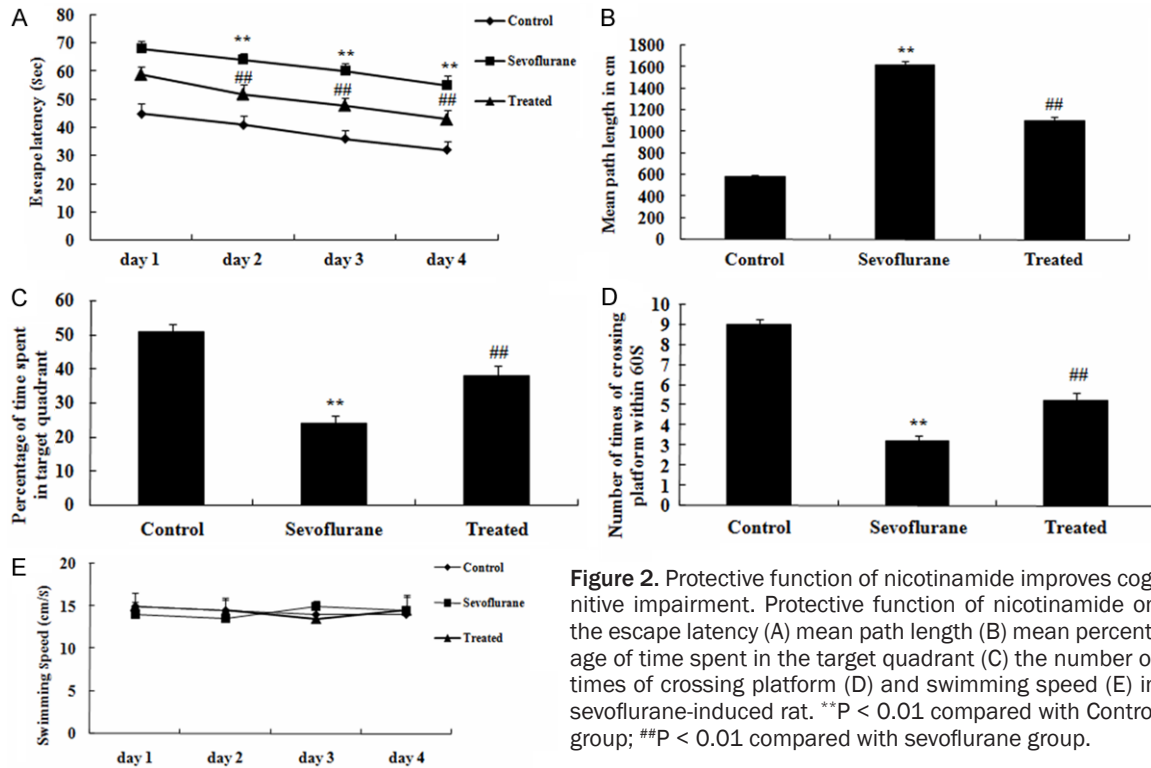 A
Escape latency (Sec)
80
70
60
50
40
30
20
10
0
** ** **
## ## ##
day 1 day 2 day 3 day 4
Control
Sevoflurane
Treated
B
Mean path length in cm
1800
1600
1400
1200
1000
800
600
400
200
0
**
##
Control Sevoflurane Treated
C
Percentage of time spent
in target quadrant
60
50
40
30
20
10
0
**
##
Control Sevoflurane Treated
D
Number of times of crossing
platform within 60S
10
9
8
7
6
5
4
3
2
1
0
**
##
Control Sevoflurane Treated
E
Swimming speed (cm/S)
20
15
10
5
0
day 1 day 2 day 3 day 4
Control
Sevoflurane
Treated
Figure 2. Protective function of nicotinamide improves cog-
nitive impairment. Protective function of nicotinamide on
the escape latency (A) mean path length (B) mean percent-
age of time spent in the target quadrant (C) the number o
times of crossing platform (D) and swimming speed (E) in
sevoflurane-induced rat. **P < 0.01 compared with Contro
group; ##P < 0.01 compared with sevoflurane group.